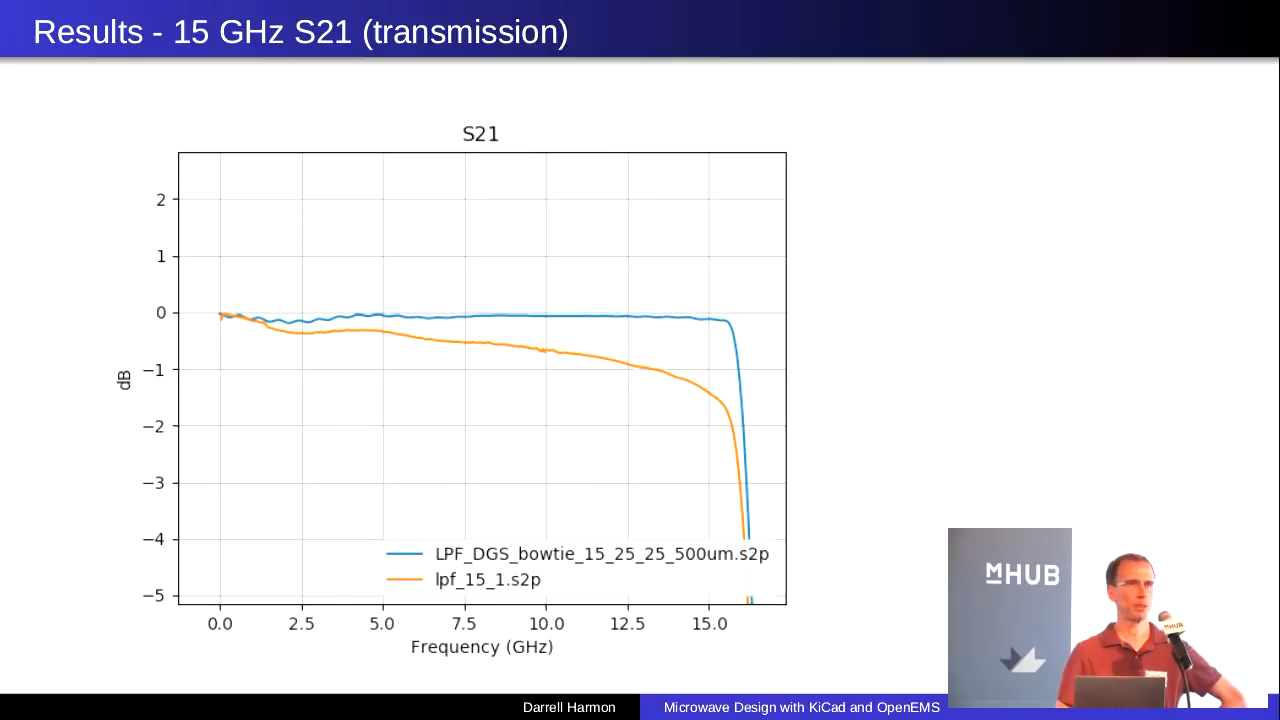 Results - 15 GHz S21 (transmission)
S21
2
1
0
−1
−2
−3
−4
−5
dB
LPF_DGS_bowtie_15_25_25_500um.s2p
lpf_15_1.s2p
0.0 2.5 5.0 7.5 10.0 12.5 15.0
Frequency (GHz)
MHUB
MHUB
Darrell Harmon
Microwave Design with KiCad and OpenEMS